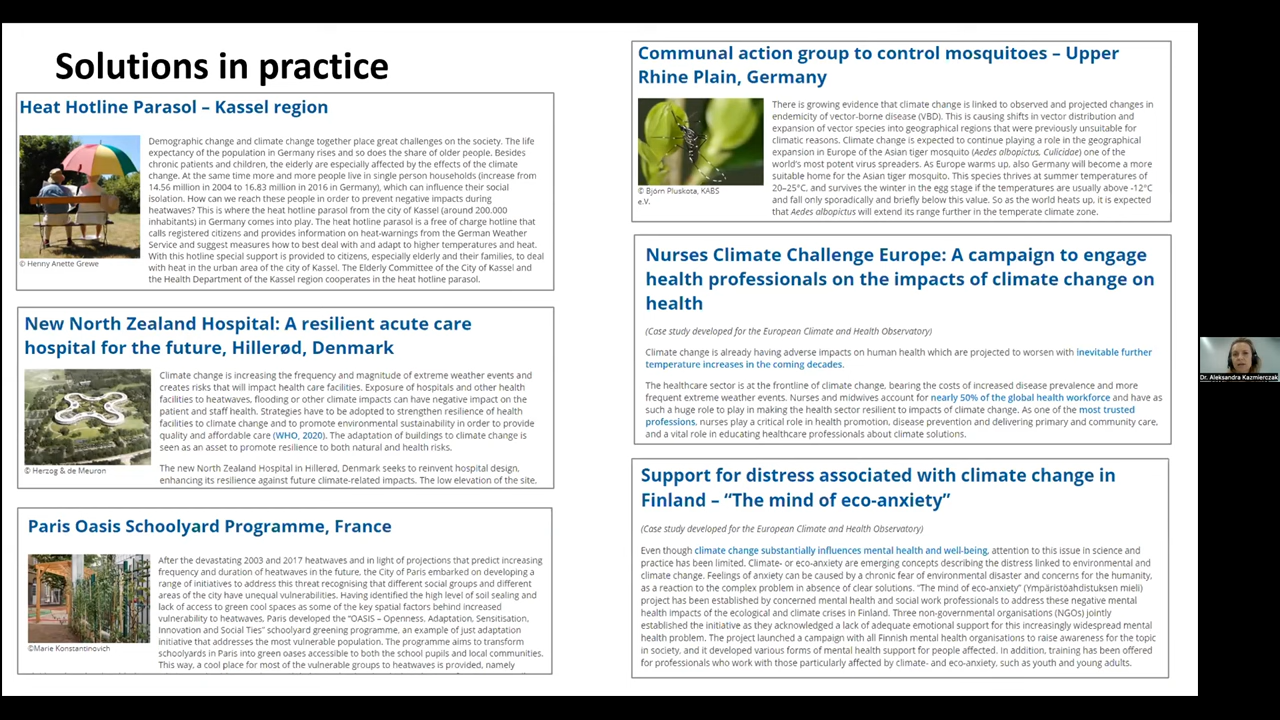 Solutions in practice
Heat Hotline Parasol – Kassel region
Demographic change and climate change together place great challenges on the society. The life
expectancy of the population in Germany rises and so does the share of older people. Besides
chronic patients and children, the elderly are especially affected by the effects of the climate
change. At the same time more and more people live in single person households (increase from
14.56 million in 2004 to 16.83 million in 2016 in Germany), which can influence their social
isolation. How can we reach these people in order to prevent negative impacts during
heatwaves? This is where the heat hotline parasol from the city of Kassel (around 200.000
inhabitants) in Germany comes into play. The heat hotline parasol is a free of charge hotline that
calls registered citizens and provides information on heat-warnings from the German Weather
Service and suggest measures how to best deal with and adapt to higher temperatures and heat.
With this hotline special support is provided to citizens, especially elderly and their families, to deal
with heat in the urban area of the city of Kassel. The Elderly Committee of the City of Kassel and
the Health Department of the Kassel region cooperates in the heat hotline parasol.
© Henny Anette Grewe
New North Zealand Hospital: A resilient acute care
hospital for the future, Hillerød, Denmark
Climate change is increasing the frequency and magnitude of extreme weather events and
creates risks that will impact health care facilities. Exposure of hospitals and other health
facilities to heatwaves, flooding or other climate impacts can have negative impact on the
patient and staff health. Strategies have to be adopted to strengthen resilience of health
facilities to climate change and to promote environmental sustainability in order to provide
quality and affordable care (WHO, 2020). The adaptation of buildings to climate change is
seen as an asset to promote resilience to both natural and health risks.
© Herzog & de Meuron
The new North Zealand Hospital in Hillerød, Denmark seeks to reinvent hospital design,
enhancing its resilience against future climate-related impacts. The low elevation of the site,
Paris Oasis Schoolyard Programme, France
After the devastating 2003 and 2017 heatwaves and in light of projections that predict increasing
frequency and duration of heatwaves in the future, the City of Paris embarked on developing a
range of initiatives to address this threat recognising that different social groups and different
areas of the city have unequal vulnerabilities. Having identified the high level of soil sealing and
lack of access to green cool spaces as some of the key spatial factors behind increased
vulnerability to heatwaves, Paris developed the "OASIS – Openness. Adaptation, Sensitisation,
Innovation and Social Ties" schoolyard greening programme, an example of just adaptation
initiative that addresses the most vulnerable population. The programme aims to transform
schoolyards in Paris into green oases accessible to both the school pupils and local communities.
This way, a cool place for most of the vulnerable groups to heatwaves is provided, namely
©Marie Konstantinovich
Communal action group to control mosquitoes – Upper
Rhine Plain, Germany
There is growing evidence that climate change is linked to observed and projected changes in
endemicity of vector-borne disease (VBD). This is causing shifts in vector distribution and
expansion of vector species into geographical regions that were previously unsuitable for
climatic reasons. Climate change is expected to continue playing a role in the geographical
expansion in Europe of the Asian tiger mosquito (Aedes albopictus, Culicidae) one of the
world's most potent virus spreaders. As Europe warms up, also Germany will become a more
suitable home for the Asian tiger mosquito. This species thrives at summer temperatures of
20–25°C, and survives the winter in the egg stage if the temperatures are usually above -12°C
and fall only sporadically and briefly below this value. So as the world heats up, it is expected
that Aedes albopictus will extend its range further in the temperate climate zone.
© Björn Pluskota, KABS
e.V.
Nurses Climate Challenge Europe: A campaign to engage
health professionals on the impacts of climate change on
health
(Case study developed for the European Climate and Health Observatory)
Climate change is already having adverse impacts on human health which are projected to worsen with inevitable further
temperature increases in the coming decades.
The healthcare sector is at the frontline of climate change, bearing the costs of increased disease prevalence and more
frequent extreme weather events. Nurses and midwives account for nearly 50% of the global health workforce and have as
such a huge role to play in making the health sector resilient to impacts of climate change. As one of the most trusted
professions, nurses play a critical role in health promotion, disease prevention and delivering primary and community care,
and a vital role in educating healthcare professionals about climate solutions.
Support for distress associated with climate change in
Finland – “The mind of eco-anxiety”
(Case study developed for the European Climate and Health Observatory)
Even though climate change substantially influences mental health and well-being, attention to this issue in science and
practice has been limited. Climate- or eco-anxiety are emerging concepts describing the distress linked to environmental and
climate change. Feelings of anxiety can be caused by a chronic fear of environmental disaster and concerns for the humanity,
as a reaction to the complex problem in absence of clear solutions. "The mind of eco-anxiety" (Ympäristöahdistuksen mieli)
project has been established by concerned mental health and social work professionals to address these negative mental
health impacts of the ecological and climate crises in Finland. Three non-governmental organisations (NGOs) jointly
established the initiative as they acknowledged a lack of adequate emotional support for this increasingly widespread mental
health problem. The project launched a campaign with all Finnish mental health organisations to raise awareness for the topic
in society, and it developed various forms of mental health support for people affected. In addition, training has been offered
for professionals who work with those particularly affected by climate- and eco-anxiety, such as youth and young adults.
Dr. Aleksandra Kazmierczak